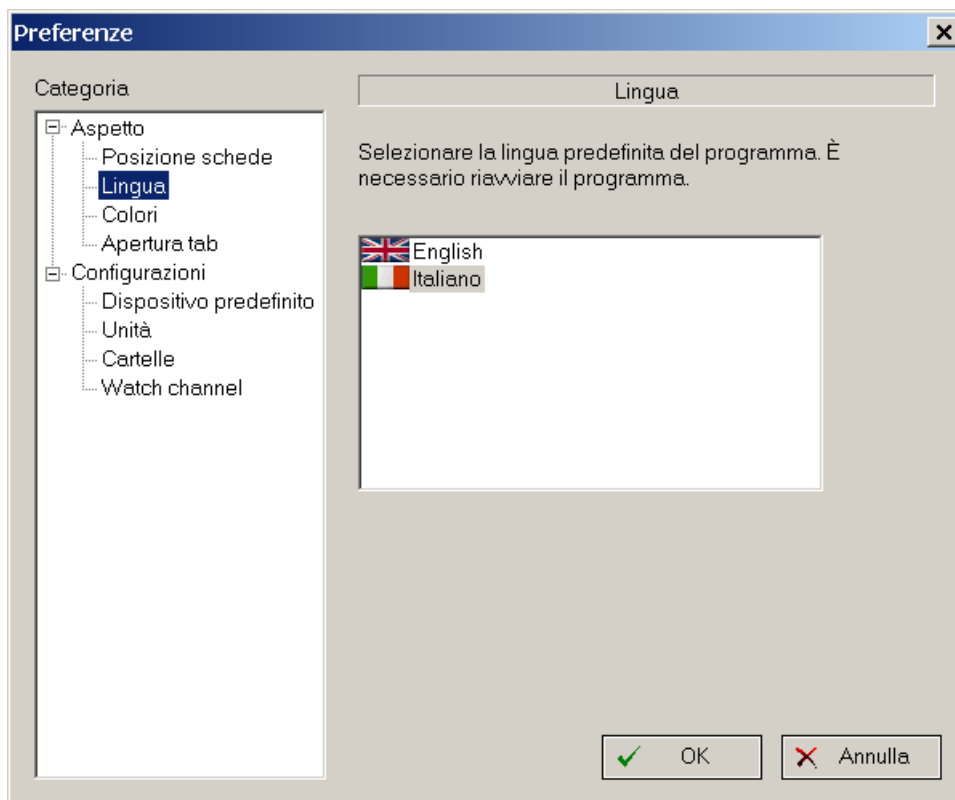 Preferenze
Categoria
Aspetto
Posizione schede
Lingua
Colori
Apertura tab
Configurazioni
Dispositivo predefinito
Unità
Cartelle
Watch channel
Lingua
Selezionare la lingua predefinita del programma. È
necessario riavviare il programma.
English
Italiano
OK
Annulla